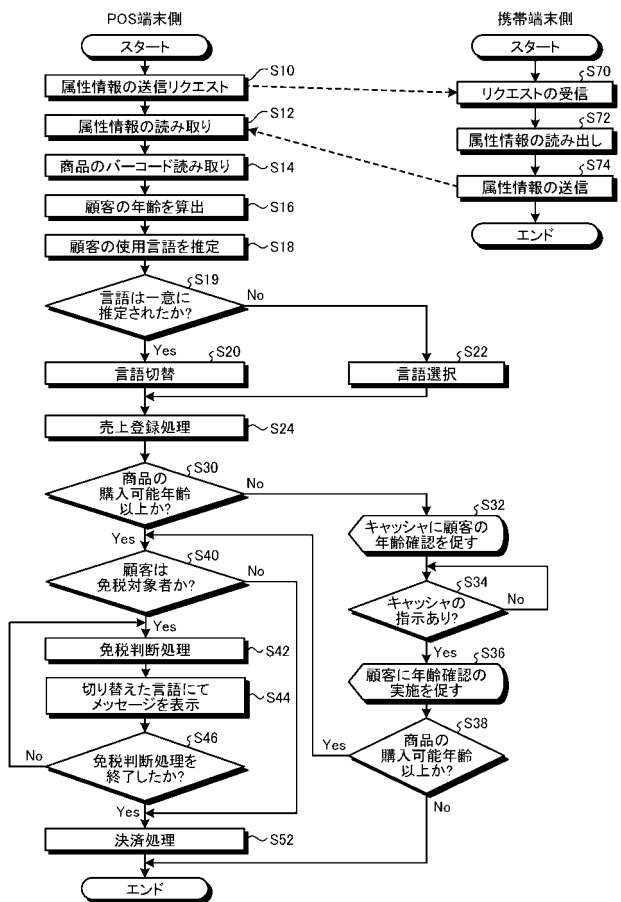 POS端末側
スタート
属性情報の送信リクエスト
S10
属性情報の読み取り
S12
商品のバーコード読み取り
S14
顧客の年齢を算出
S16
顧客の使用言語を推定
S18
S19
言語は一意に
推定されたか?
No
Yes
S20
言語切替
S22
言語選択
売上登録処理
S24
S30
商品の
購入可能年齢
以上か?
No
Yes
S32
キャッシャに顧客の
年齢確認を促す
S34
キャッシャの
指示あり?
No
Yes
S36
顧客に年齢確認の
実施を促す
S38
商品の
購入可能年齢
以上か?
Yes
No
S40
顧客は
免税対象者か?
No
Yes
免税判断処理
S42
切り替えた言語にて
メッセージを表示
S44
S46
免税判断処理を
終了したか?
No
Yes
決済処理
S52
エンド
携帯端末側
スタート
S70
リクエストの受信
S72
属性情報の読み出し
S74
属性情報の送信
エンド